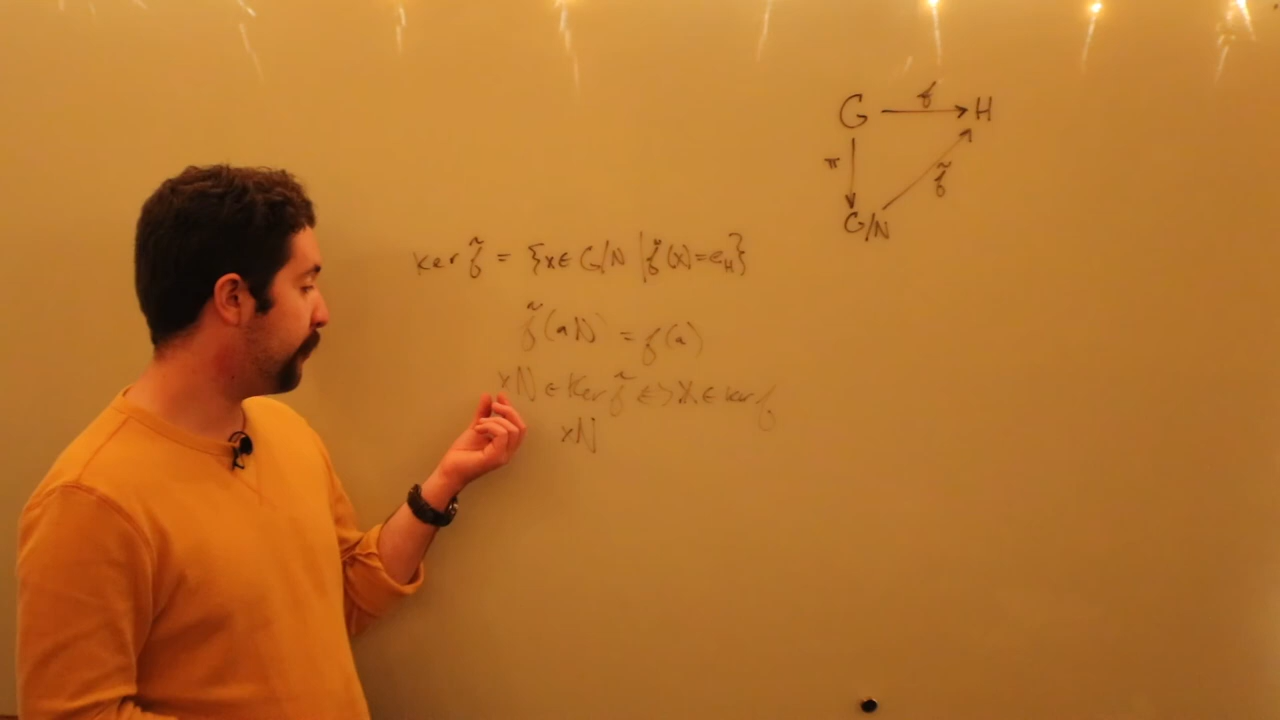 G f H
π f̃
G/N
ker f̃ = {x ∈ G/N | f̃(x) = e_H}
f̃(aN) = f(a)
xN ∈ ker f̃ <=> x ∈ ker f
xN